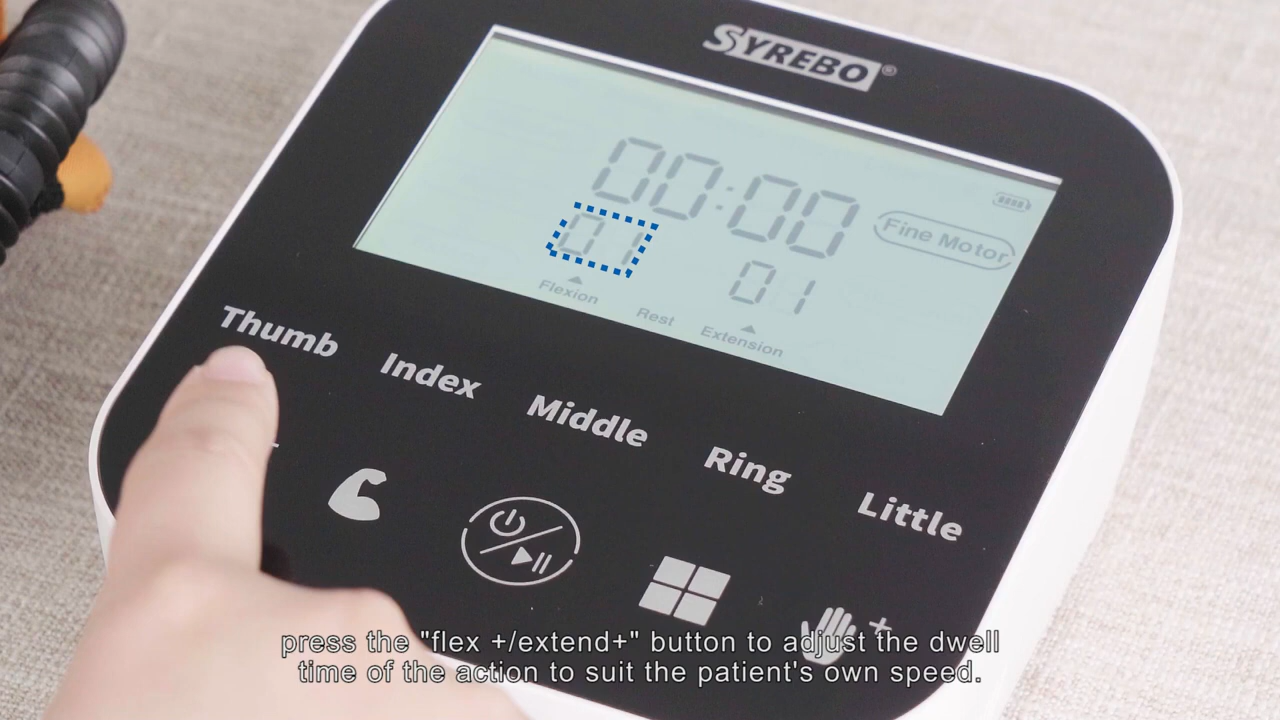 SYREBO®
00:00
Fine Motor
01
01
Flexion
Rest
Extension
Thumb
Index
Middle
Ring
Little
+
press the "flex +/extend+" button to adjust the dwell
time of the action to suit the patient's own speed.